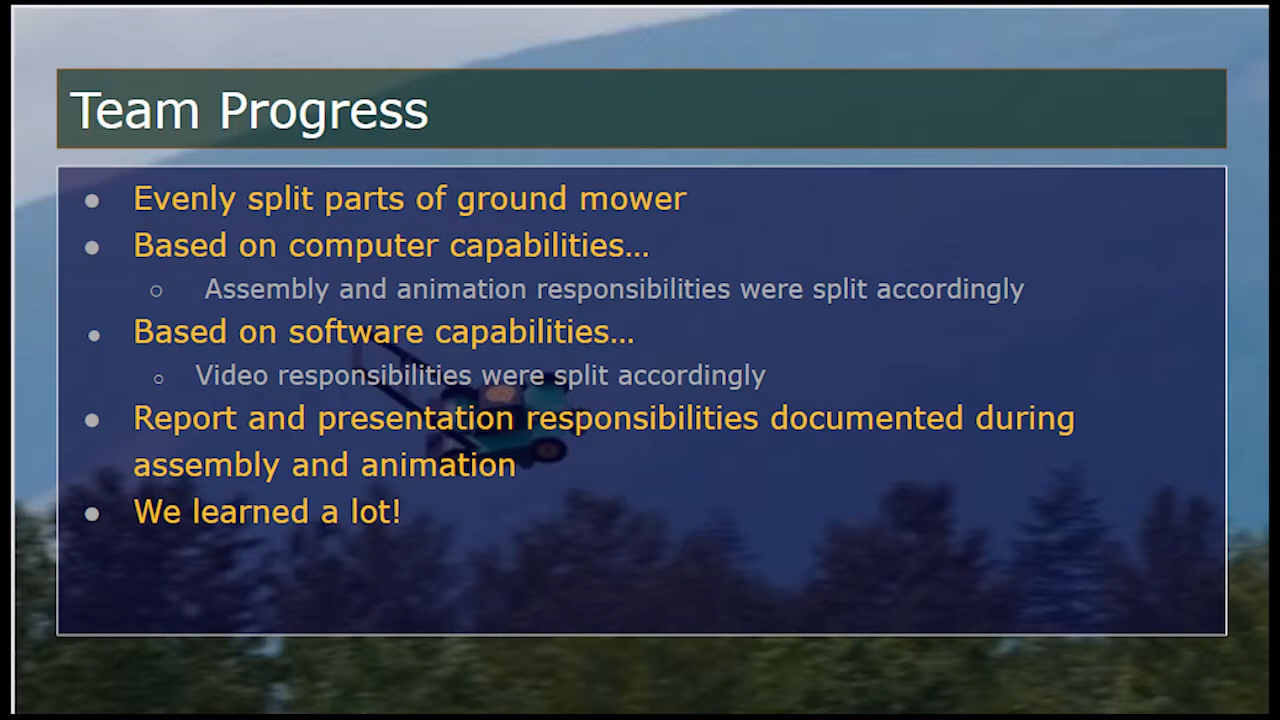 Team Progress
Evenly split parts of ground mower
Based on computer capabilities…
Assembly and animation responsibilities were split accordingly
Based on software capabilities…
Video responsibilities were split accordingly
Report and presentation responsibilities documented during
assembly and animation
We learned a lot!